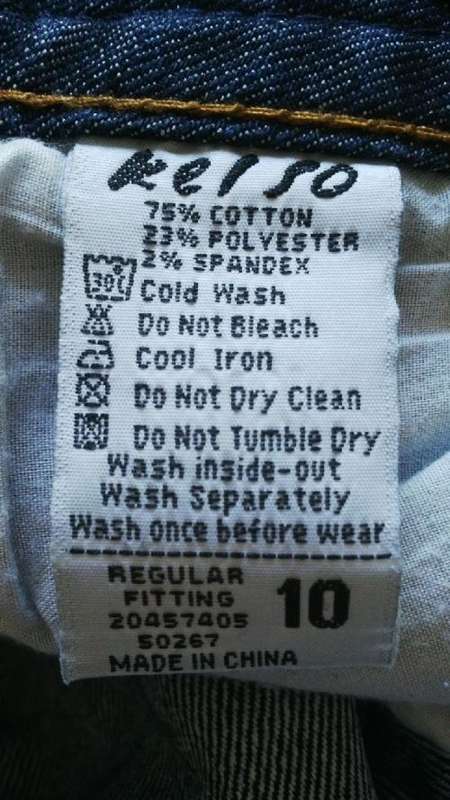 kelso
75% COTTON
23% POLYESTER
2% SPANDEX
30C Cold Wash
Do Not Bleach
Cool Iron
Do Not Dry Clean
Do Not Tumble Dry
Wash inside-out
Wash Separately
Wash once before wear
REGULAR
FITTING
20457405
50267
10
MADE IN CHINA